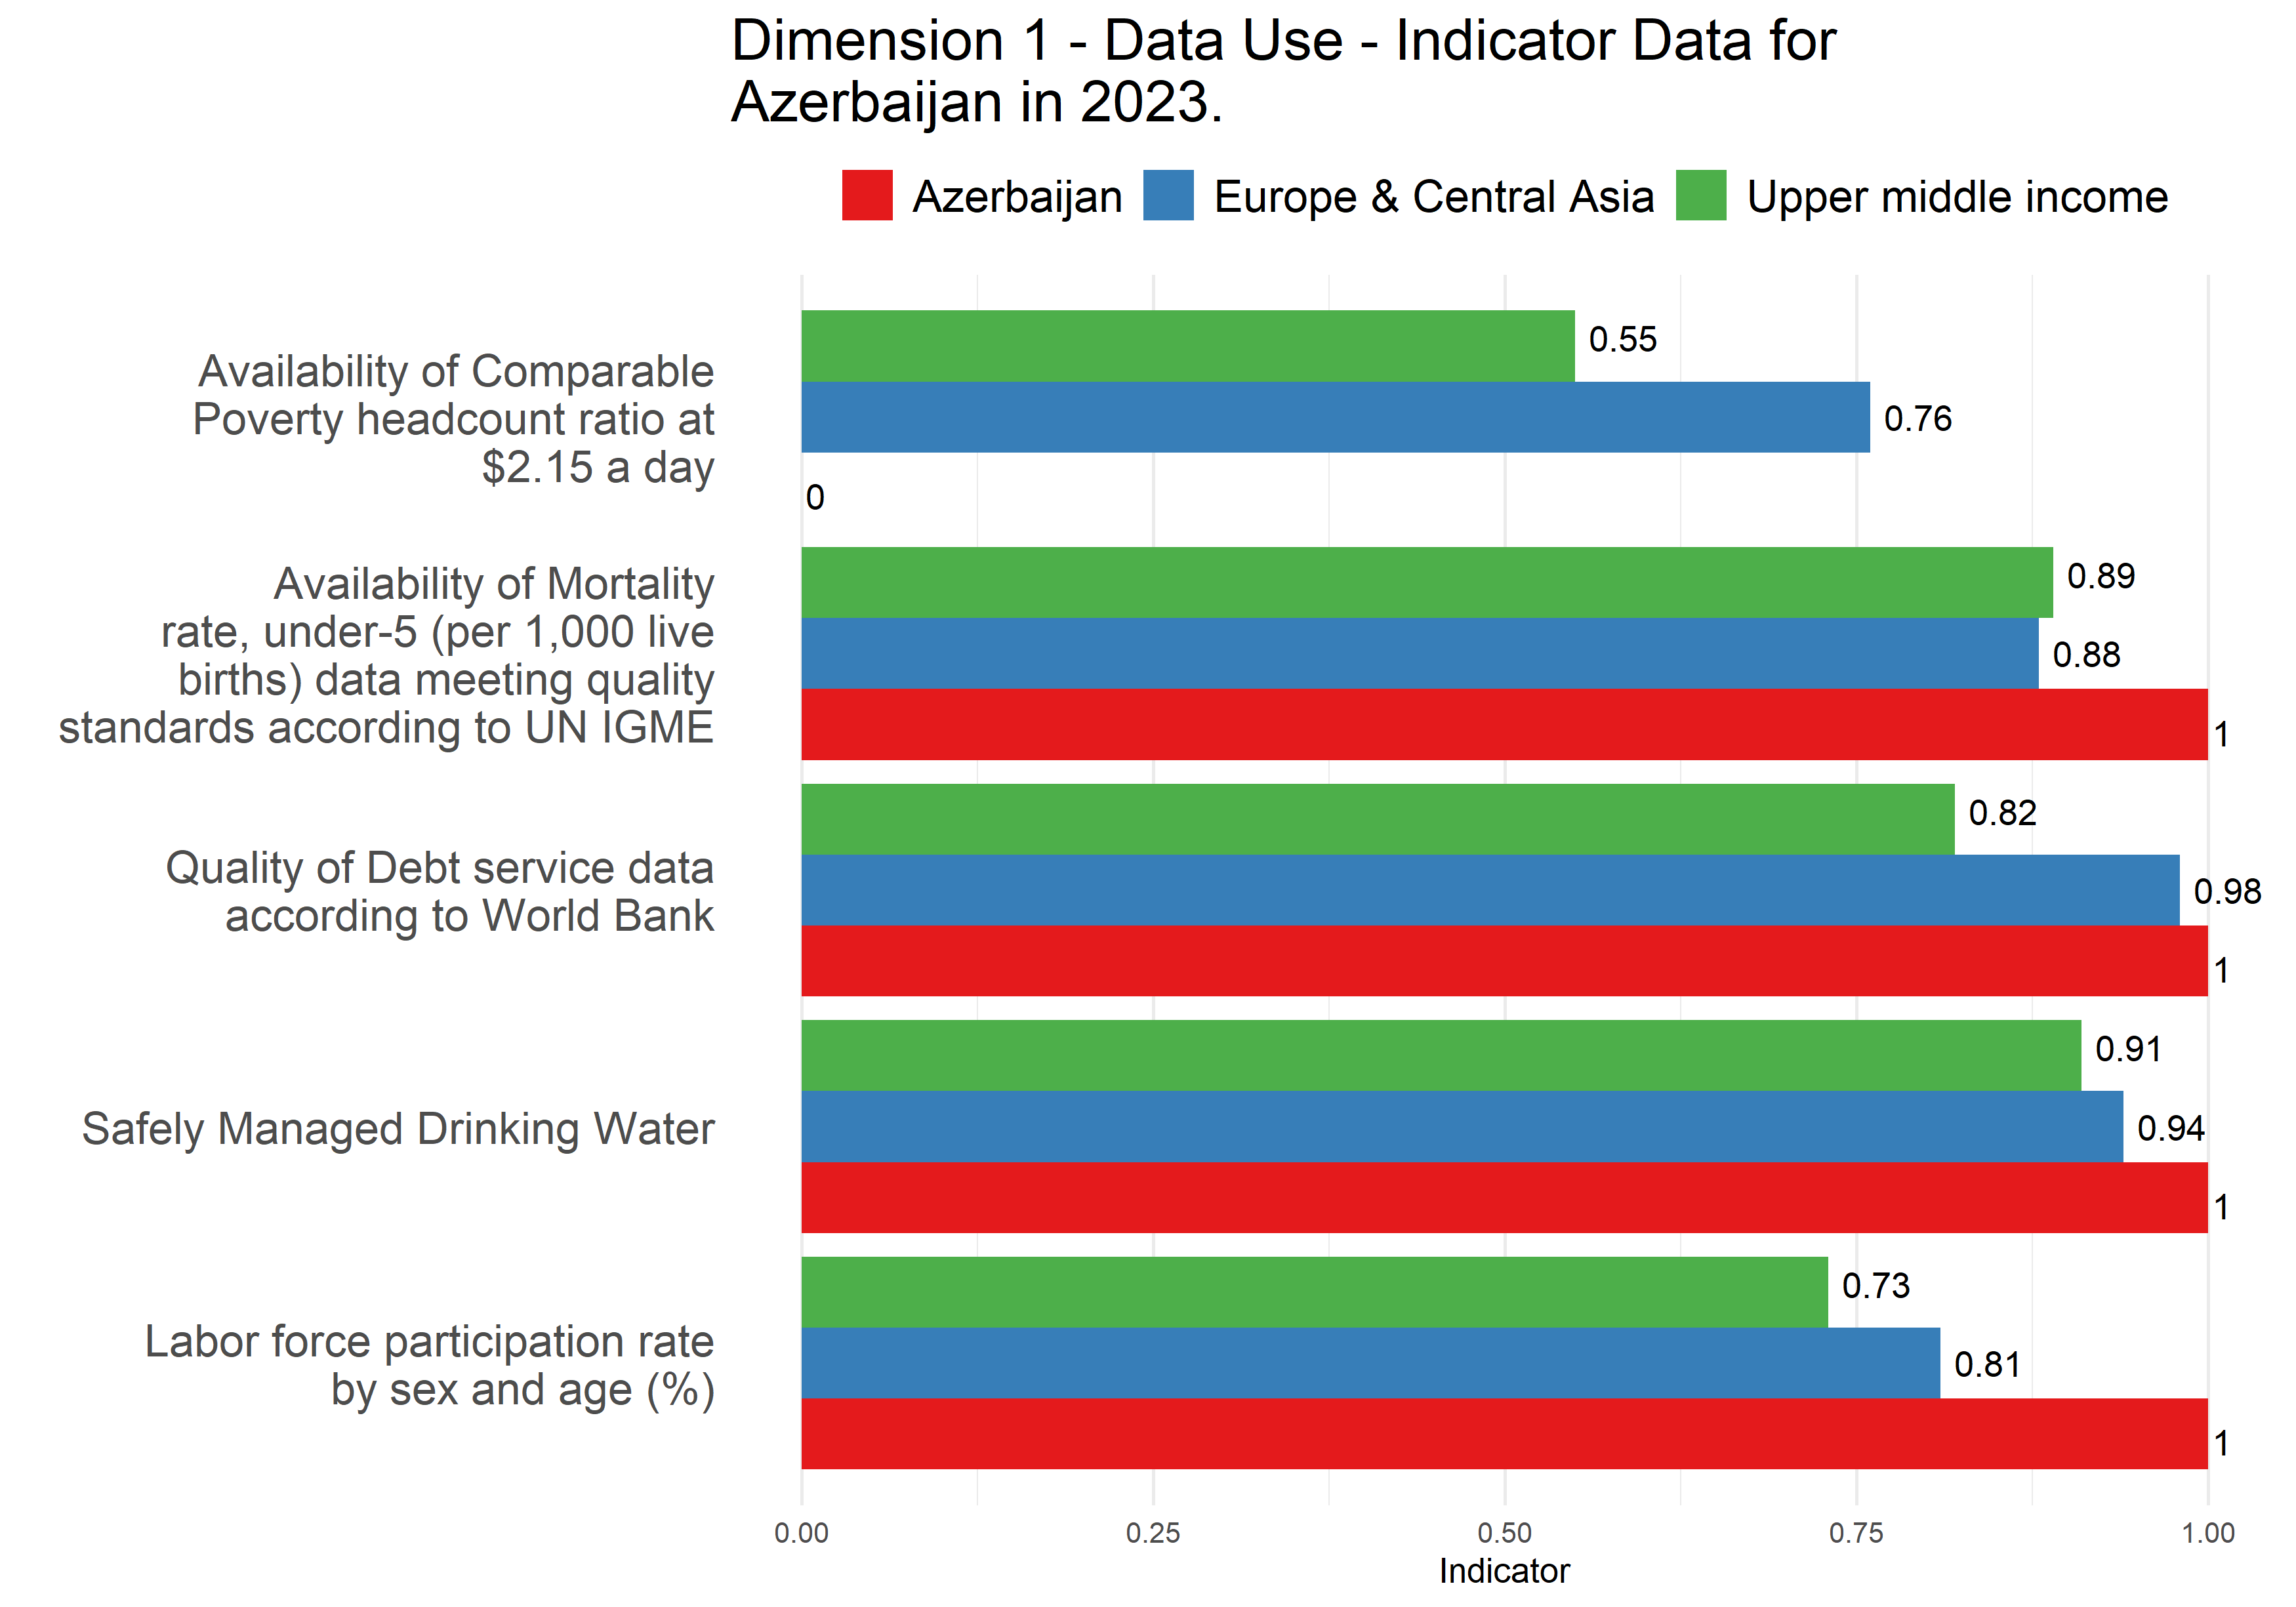 Dimension 1 - Data Use - Indicator Data for
Azerbaijan in 2023.
Azerbaijan
Europe & Central Asia
Upper middle income
Availability of Comparable
Poverty headcount ratio at
$2.15 a day
0.55
0.76
0
Availability of Mortality
rate, under-5 (per 1,000 live
births) data meeting quality
standards according to UN IGME
0.89
0.88
1
Quality of Debt service data
according to World Bank
0.82
0.98
1
Safely Managed Drinking Water
0.91
0.94
1
Labor force participation rate
by sex and age (%)
0.73
0.81
1
0.00
0.25
0.50
0.75
1.00
Indicator